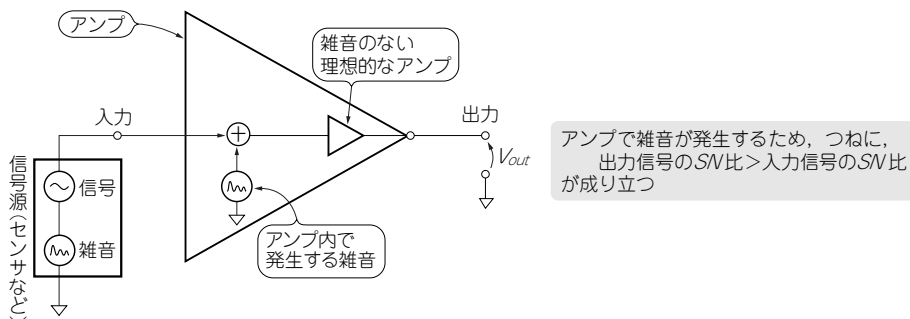 アンプ
雑音のない
理想的なアンプ
入力
出力
Vout
信号源(センサなど)
信号
雑音
アンプ内で
発生する雑音
アンプで雑音が発生するため，つねに，
出力信号のSN比＞入力信号のSN比
が成り立つ